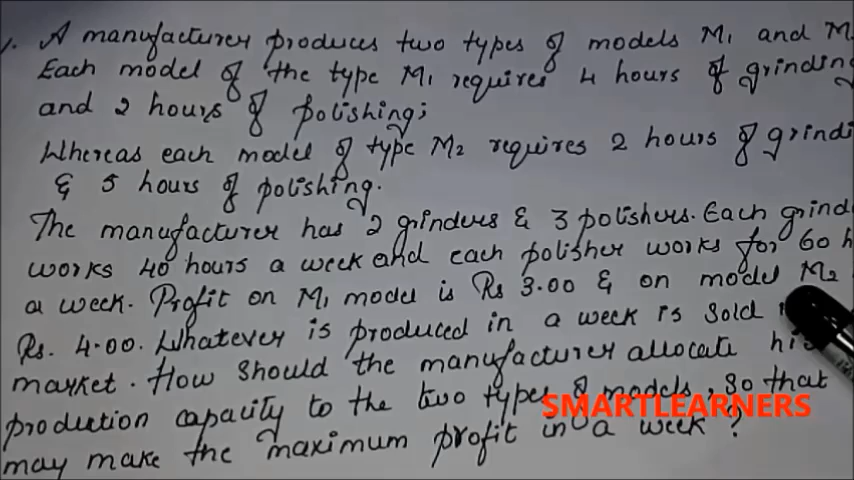 1. A manufacturer produces two types of models M1 and M
Each model of the type M1 requires 4 hours of grinding
and 2 hours of polishing;
Whereas each model of type M2 requires 2 hours of grindi
& 5 hours of polishing.
The manufacturer has 2 grinders & 3 polishers. Each grind
works 40 hours a week and each polisher works for 60 h
a week. Profit on M1 model is Rs 3.00 & on model M2
Rs. 4.00. Whatever is produced in a week is sold
market. How should the manufacturer allocate his
prodution capacity to the two types of models, so that
may make the maximum profit in a week?
SMARTLEARNERS